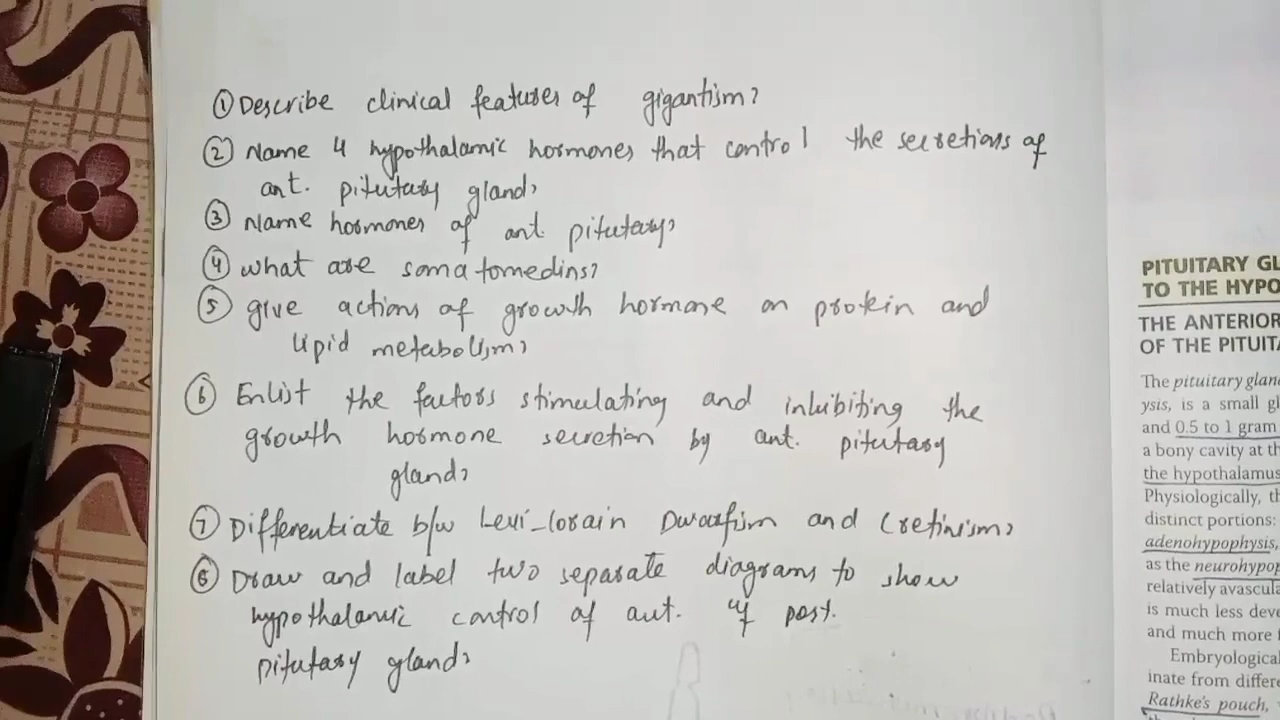 ① Describe clinical features of gigantism?
② Name 4 hypothalamic hormones that control the secretions of
ant. pitutary gland?
③ Name hormones of ant. pitutary?
④ what are somatomedins?
⑤ give actions of growth hormone on protein and
lipid metabolism?
⑥ Enlist the factors stimulating and inhibiting the
growth hormone secretion by ant. pitutary
gland?
⑦ Differentiate b/w Levi-lorain Dwarfism and Cretinism?
⑧ Draw and label two separate diagrams to show
hypothalamic control of ant. & post.
pitutary gland?
PITUITARY GL
TO THE HYPO
THE ANTERIOR
OF THE PITUITA
The pituitary gland
ysis, is a small gl
and 0.5 to 1 gram
a bony cavity at th
the hypothalamus
Physiologically, th
distinct portions:
adenohypophysis,
as the neurohypop
relatively avascula
is much less deve
and much more l
Embryological
inate from differe
Rathke's pouch,